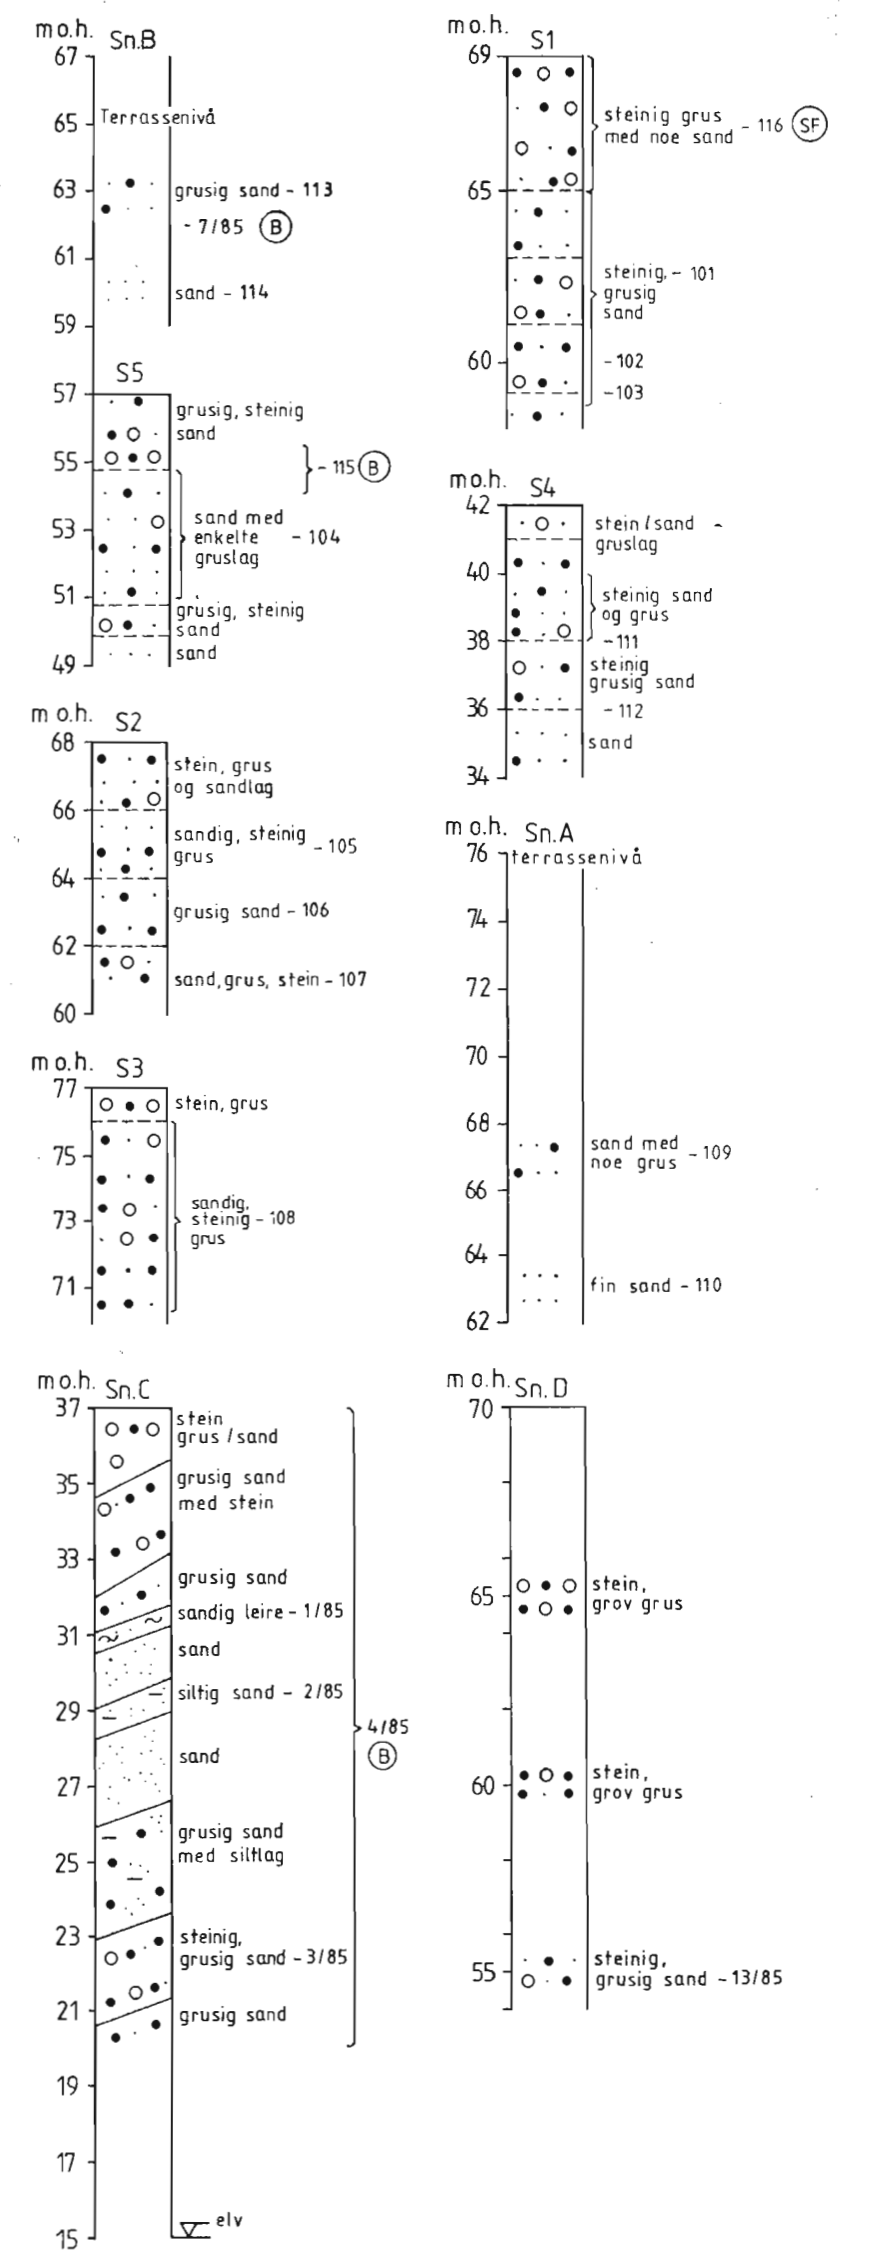 m o.h.
Sn.B
67
65
Terrassenivå
63
grusig sand - 113
- 7/85 B
61
sand - 114
59
S5
57
grusig, steinig
sand
55
- 115 B
53
sand med
enkelte - 104
gruslag
51
grusig, steinig
sand
49
sand
m o.h.
S2
68
stein, grus
og sandlag
66
sandig, steinig - 105
grus
64
grusig sand - 106
62
sand, grus, stein - 107
60
m o.h.
S3
77
stein, grus
75
sandig,
73
steinig - 108
grus
71
m o.h.
Sn.C
37
stein
grus / sand
35
grusig sand
med stein
33
grusig sand
sandig leire - 1/85
31
sand
siltig sand - 2/85
29
4/85
B
sand
27
grusig sand
med siltlag
25
23
steinig,
grusig sand - 3/85
21
grusig sand
19
17
15
elv
m o.h.
S1
69
steinig grus
med noe sand - 116 SF
65
steinig, - 101
grusig
sand
60
- 102
- 103
m o.h.
S4
42
stein / sand -
gruslag
40
steinig sand
og grus
38
- 111
steinig
grusig sand
36
- 112
sand
34
m o.h.
Sn.A
76
terrassenivå
74
72
70
68
sand med
noe grus - 109
66
64
fin sand - 110
62
m o.h.
Sn.D
70
65
stein,
grov grus
60
stein,
grov grus
55
steinig,
grusig sand - 13/85